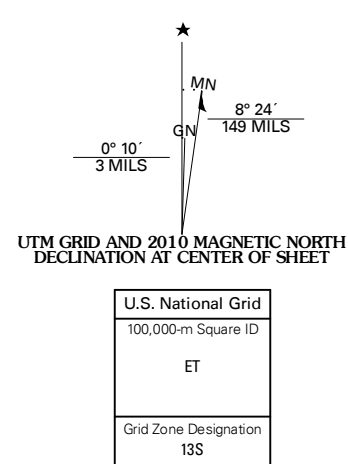 MN
8° 24´
149 MILS
GN
0° 10´
3 MILS
UTM GRID AND 2010 MAGNETIC NORTH
DECLINATION AT CENTER OF SHEET
U.S. National Grid
100,000-m Square ID
ET
Grid Zone Designation
13S